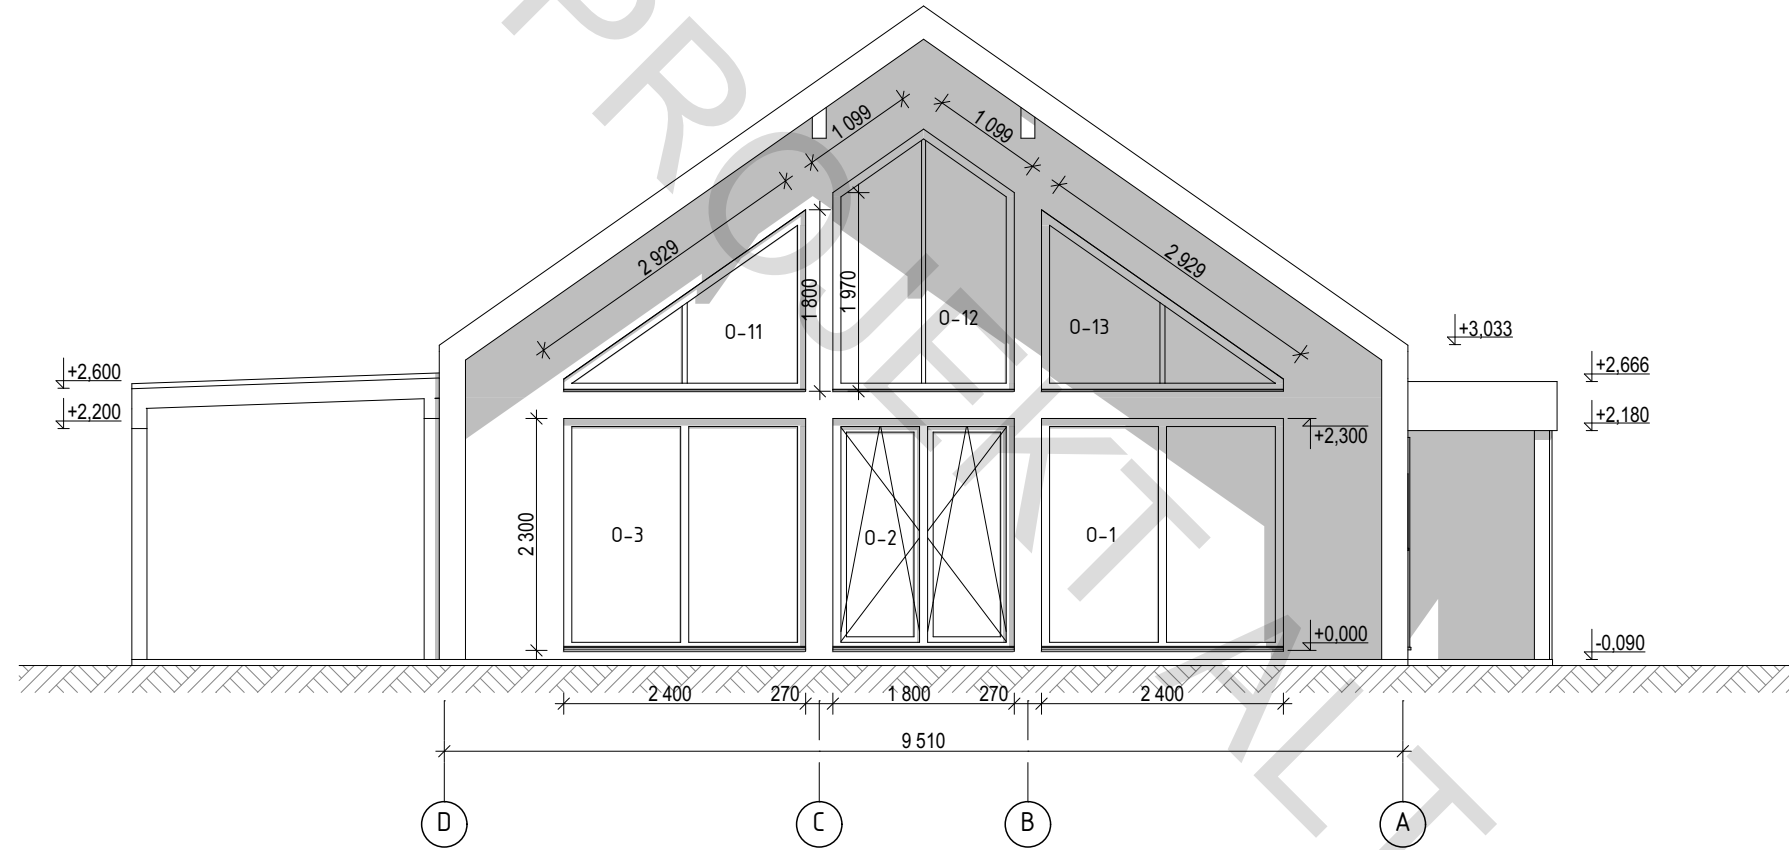 PROJEKT ALT
1 099
1 099
2 929
2 929
1 800
1 970
O-11
O-12
O-13
+3,033
+2,600
+2,666
+2,200
+2,180
+2,300
2 300
O-3
O-2
O-1
+0,000
-0,090
2 400
270
1 800
270
2 400
9 510
D
C
B
A